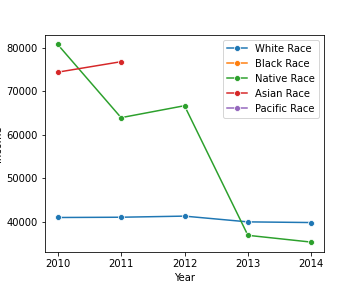 80000
70000
60000
50000
40000
2010
2011
2012
2013
2014
Year
White Race
Black Race
Native Race
Asian Race
Pacific Race